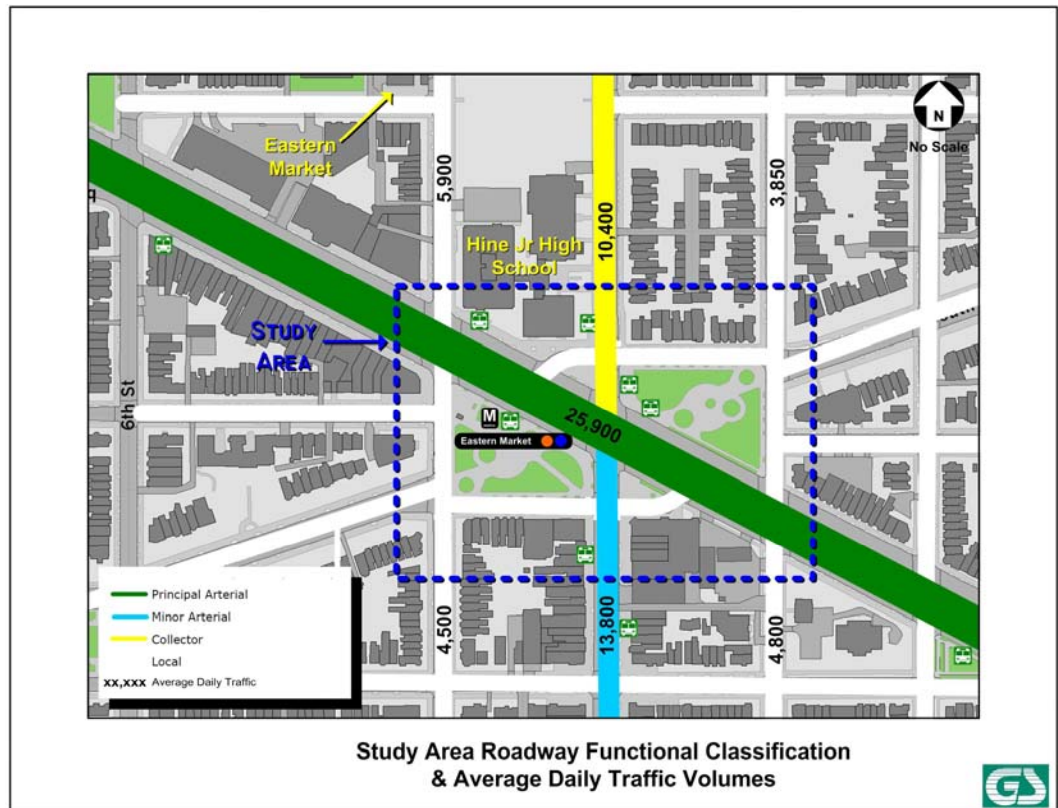 Eastern
Market
5,900
10,400
3,850
N
No Scale
Hine Jr High
School
STUDY
AREA
6th St
M
Eastern Market
25,900
4,500
13,800
4,800
Principal Arterial
Minor Arterial
Collector
Local
xx,xxx Average Daily Traffic
Study Area Roadway Functional Classification
& Average Daily Traffic Volumes